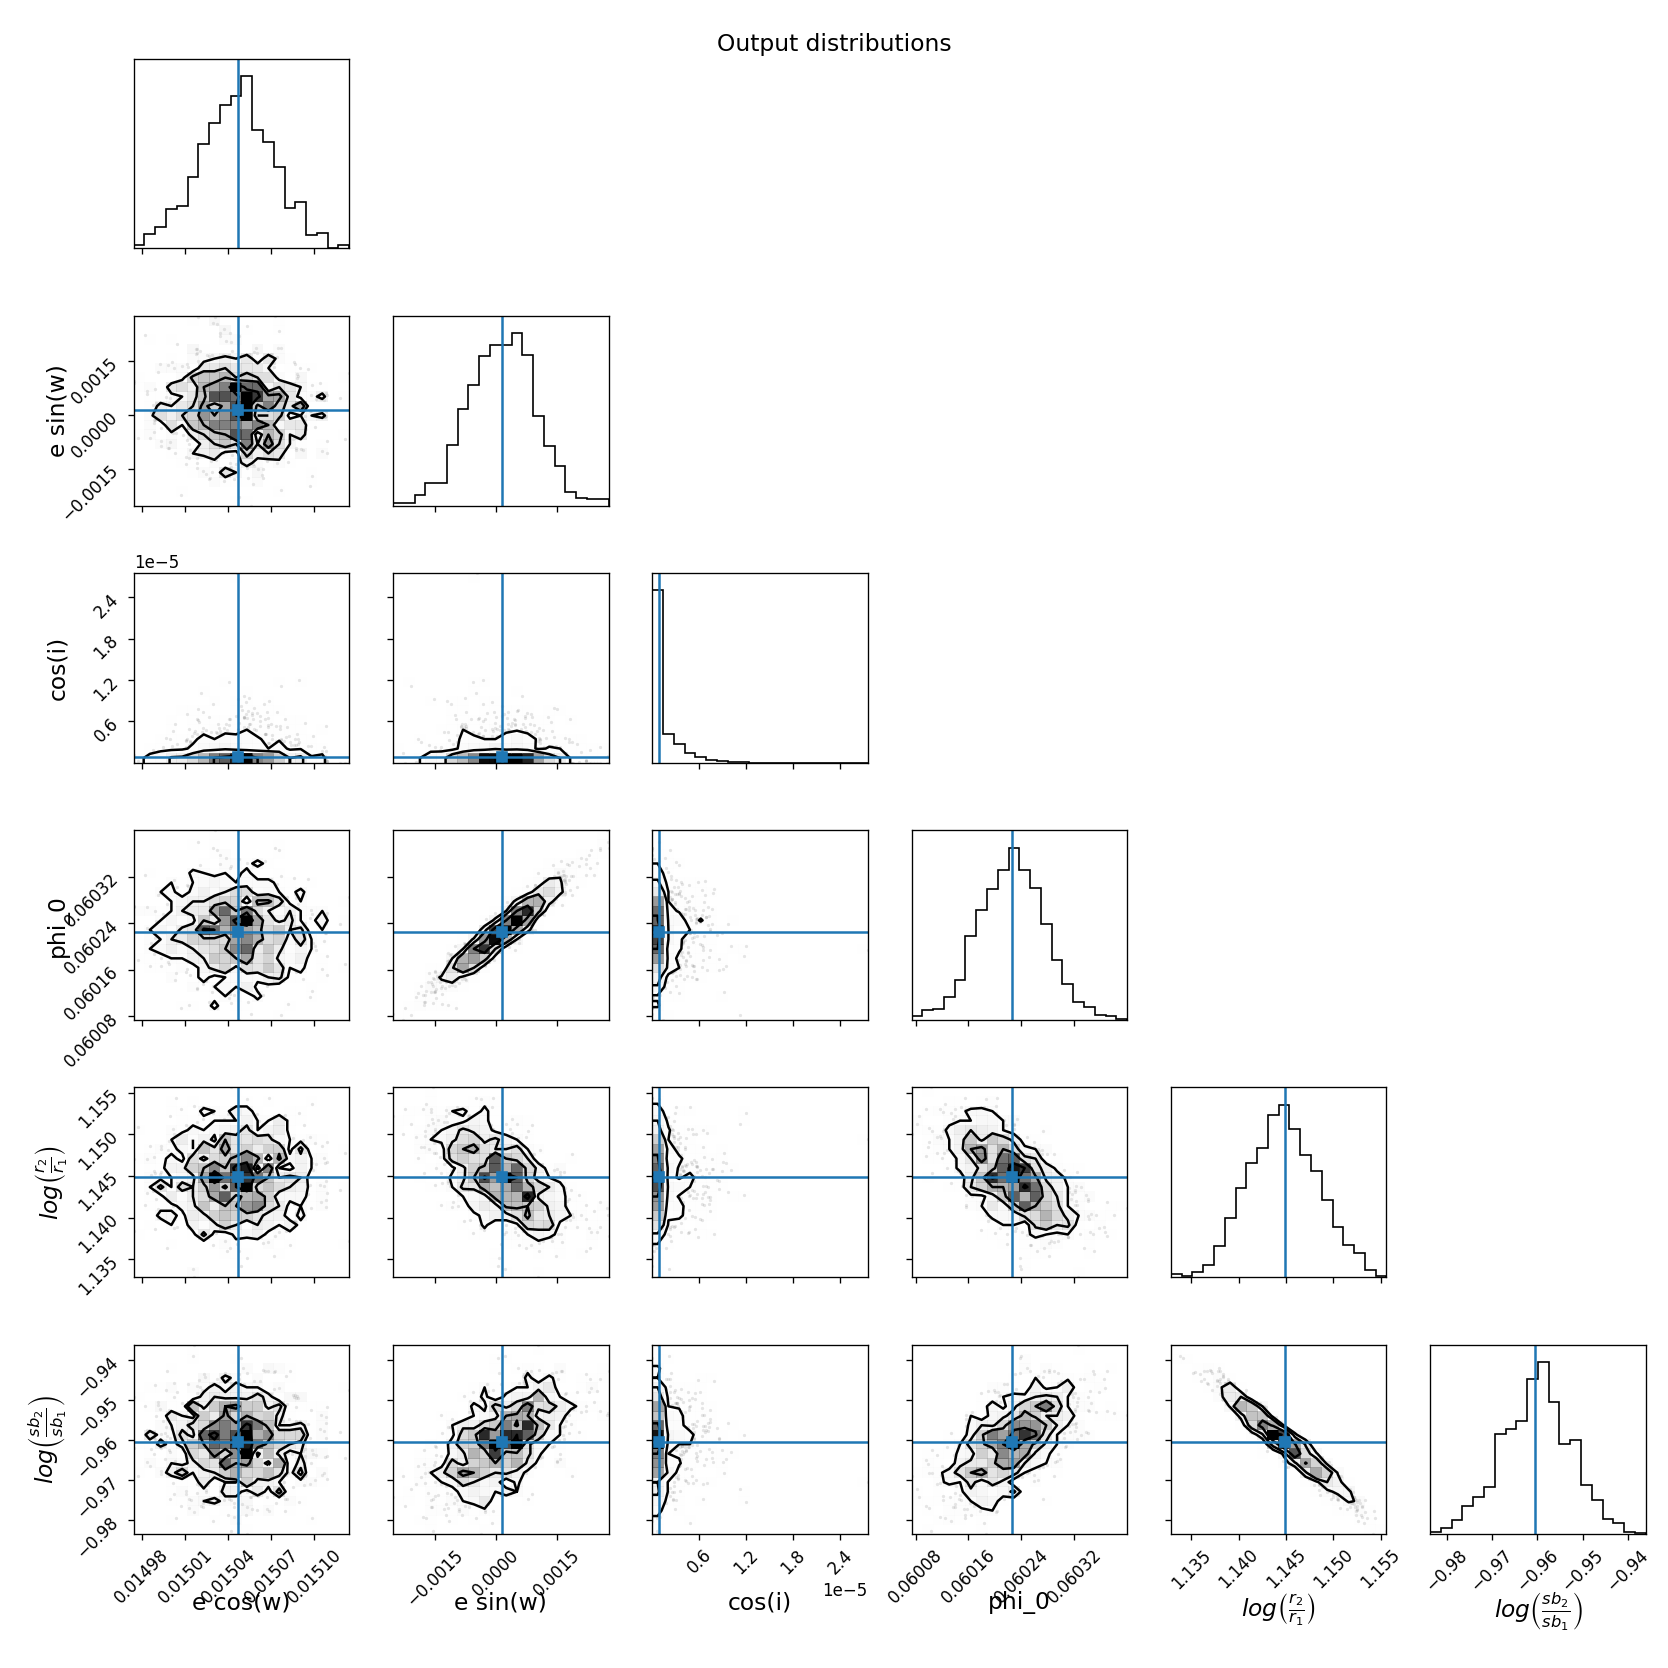 Output distributions
e sin(w)
0.0015
0.0000
−0.0015
1e−5
cos(i)
2.4
1.8
1.2
0.6
phi_0
0.06032
0.06024
0.06016
0.06008
log(r2/r1)
1.155
1.150
1.145
1.140
1.135
log(sb2/sb1)
−0.94
−0.95
−0.96
−0.97
−0.98
0.01498 0.01501 0.01504 0.01507 0.01510
−0.0015 0.0000 0.0015
0.6 1.2 1.8 2.4
1e−5
0.06008 0.06016 0.06024 0.06032
1.135 1.140 1.145 1.150 1.155
−0.98 −0.97 −0.96 −0.95 −0.94
e cos(w) e sin(w) cos(i) phi_0 log(r2/r1) log(sb2/sb1)